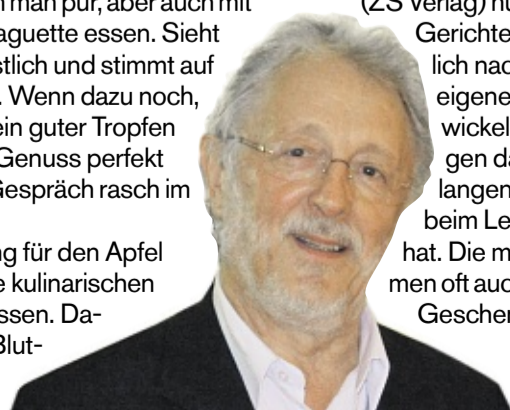 n man pur, aber auch mit
aguette essen. Sieht
stlich und stimmt auf
. Wenn dazu noch,
ein guter Tropfen
Genuss perfekt
Gespräch rasch im
ng für den Apfel
e kulinarischen
ssen. Da-
Blut-
(ZS Verlag) nu
Gerichte
lich nac
eigene
wickel
gen da
langen
beim Le
hat. Die m
men oft auc
Geschen